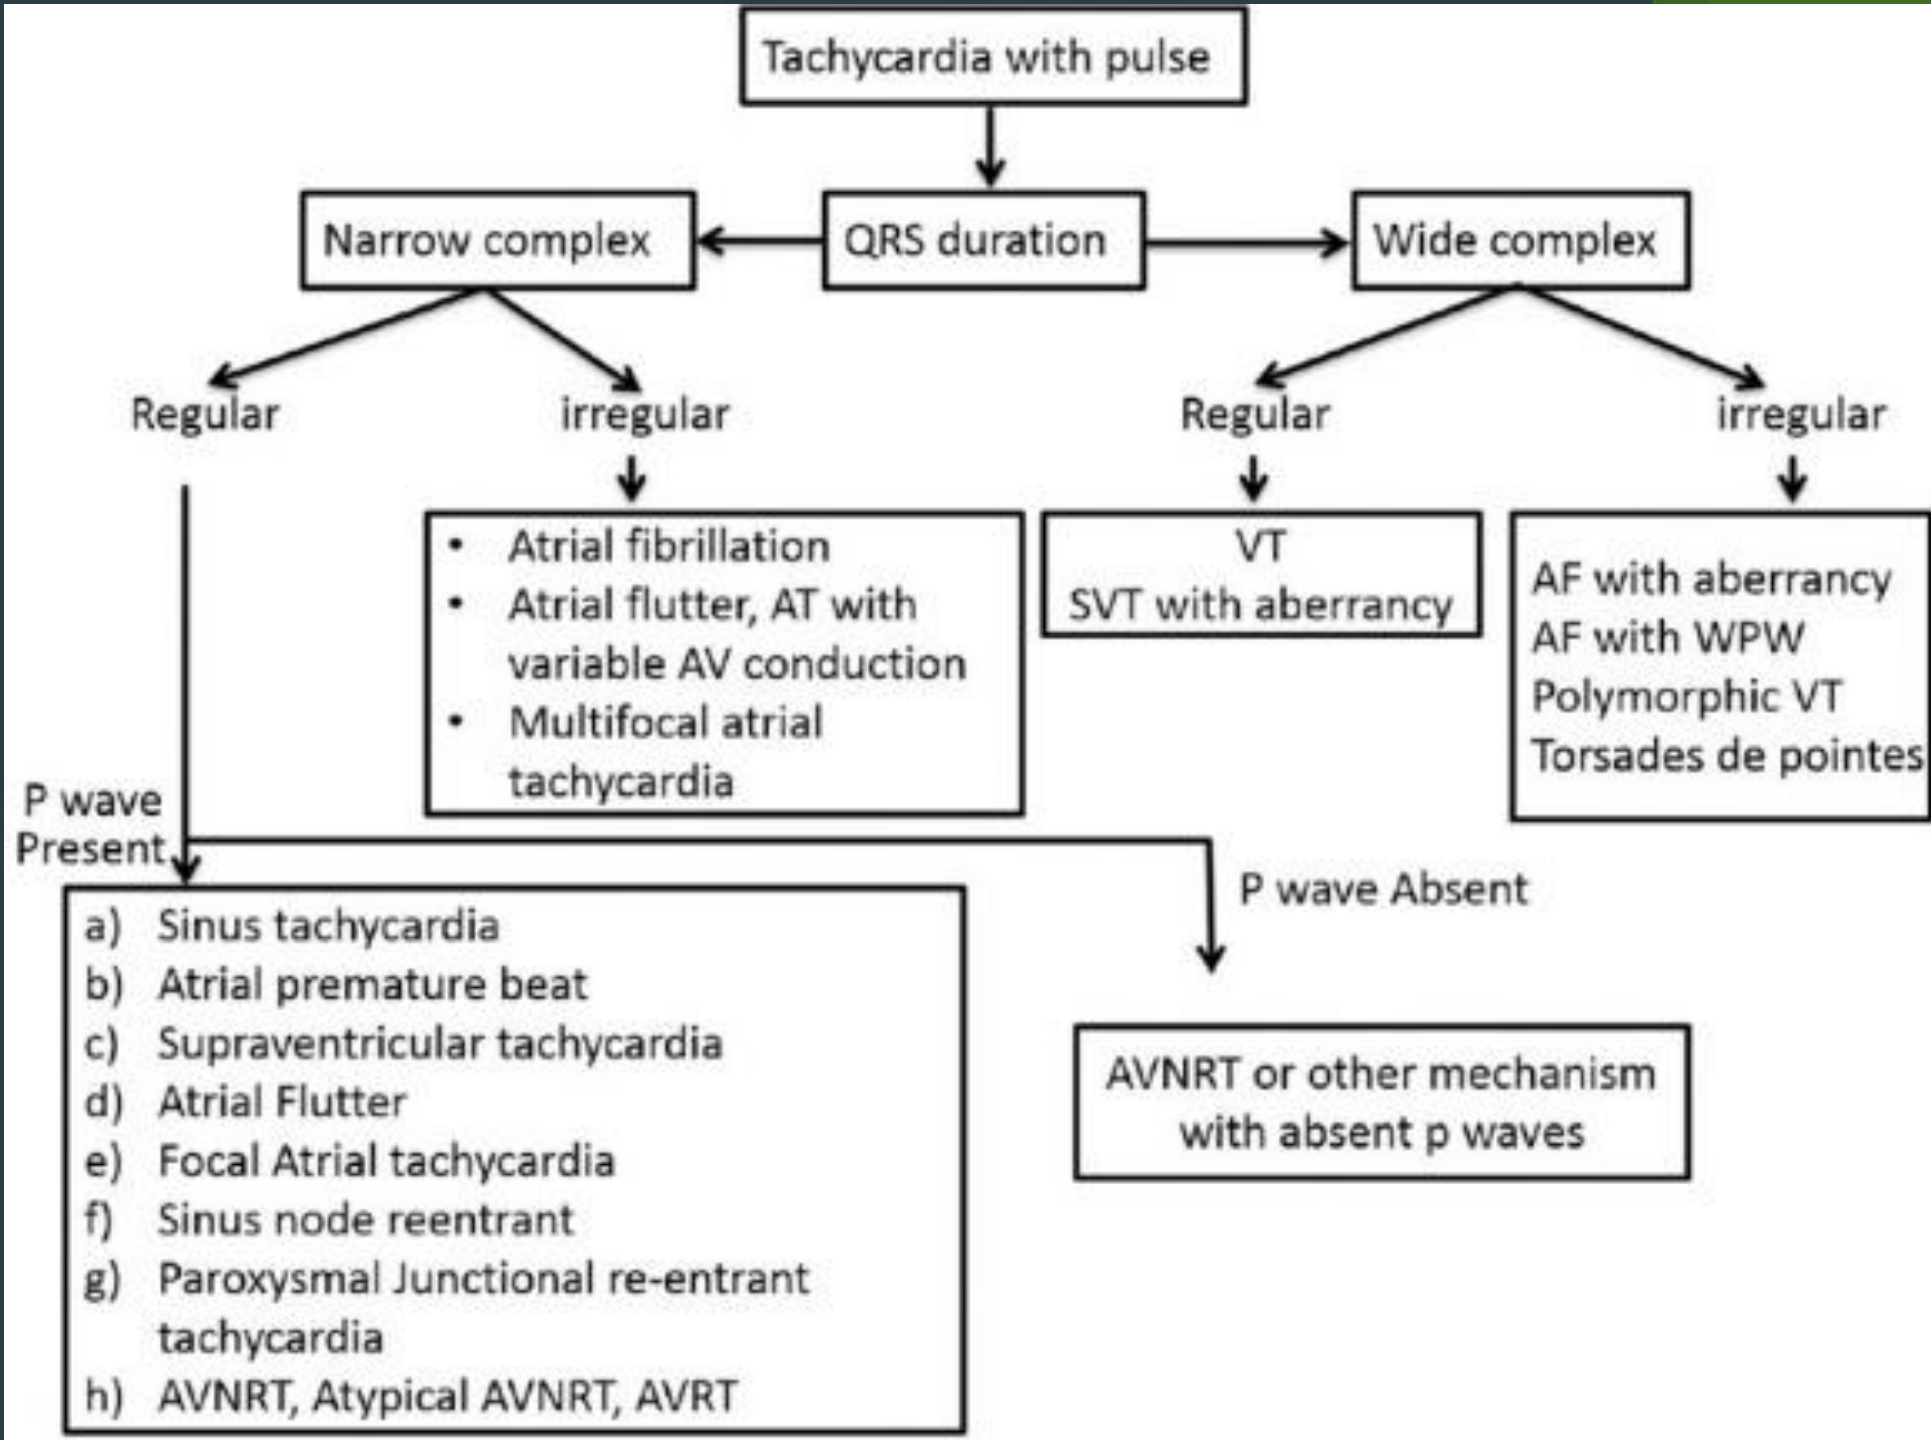 Tachycardia with pulse
Narrow complex
QRS duration
Wide complex
Regular
irregular
Regular
irregular
• Atrial fibrillation
• Atrial flutter, AT with
variable AV conduction
• Multifocal atrial
tachycardia
VT
SVT with aberrancy
AF with aberrancy
AF with WPW
Polymorphic VT
Torsades de pointes
P wave
Present
P wave Absent
a) Sinus tachycardia
b) Atrial premature beat
c) Supraventricular tachycardia
d) Atrial Flutter
e) Focal Atrial tachycardia
f) Sinus node reentrant
g) Paroxysmal Junctional re-entrant
tachycardia
h) AVNRT, Atypical AVNRT, AVRT
AVNRT or other mechanism
with absent p waves